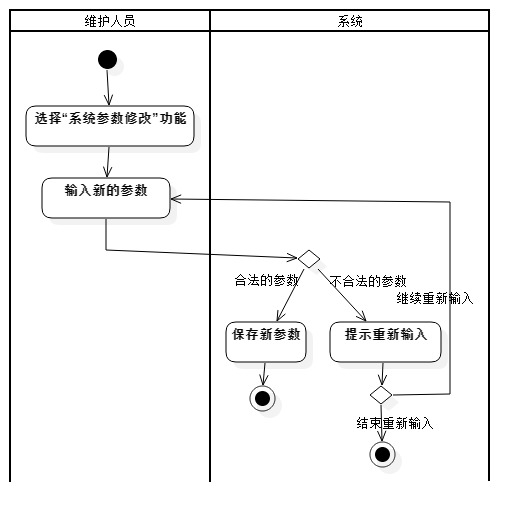 维护人员
系统
选择“系统参数修改”功能
输入新的参数
合法的参数
不合法的参数
继续重新输入
保存新参数
提示重新输入
结束重新输入